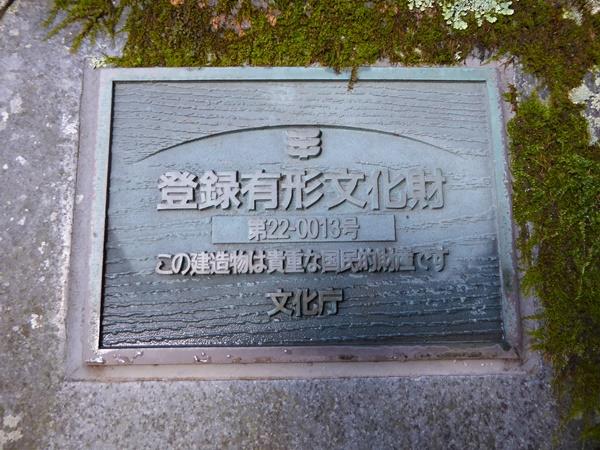 登録有形文化財
第22-0013号
この建造物は貴重な国民的財産です
文化庁